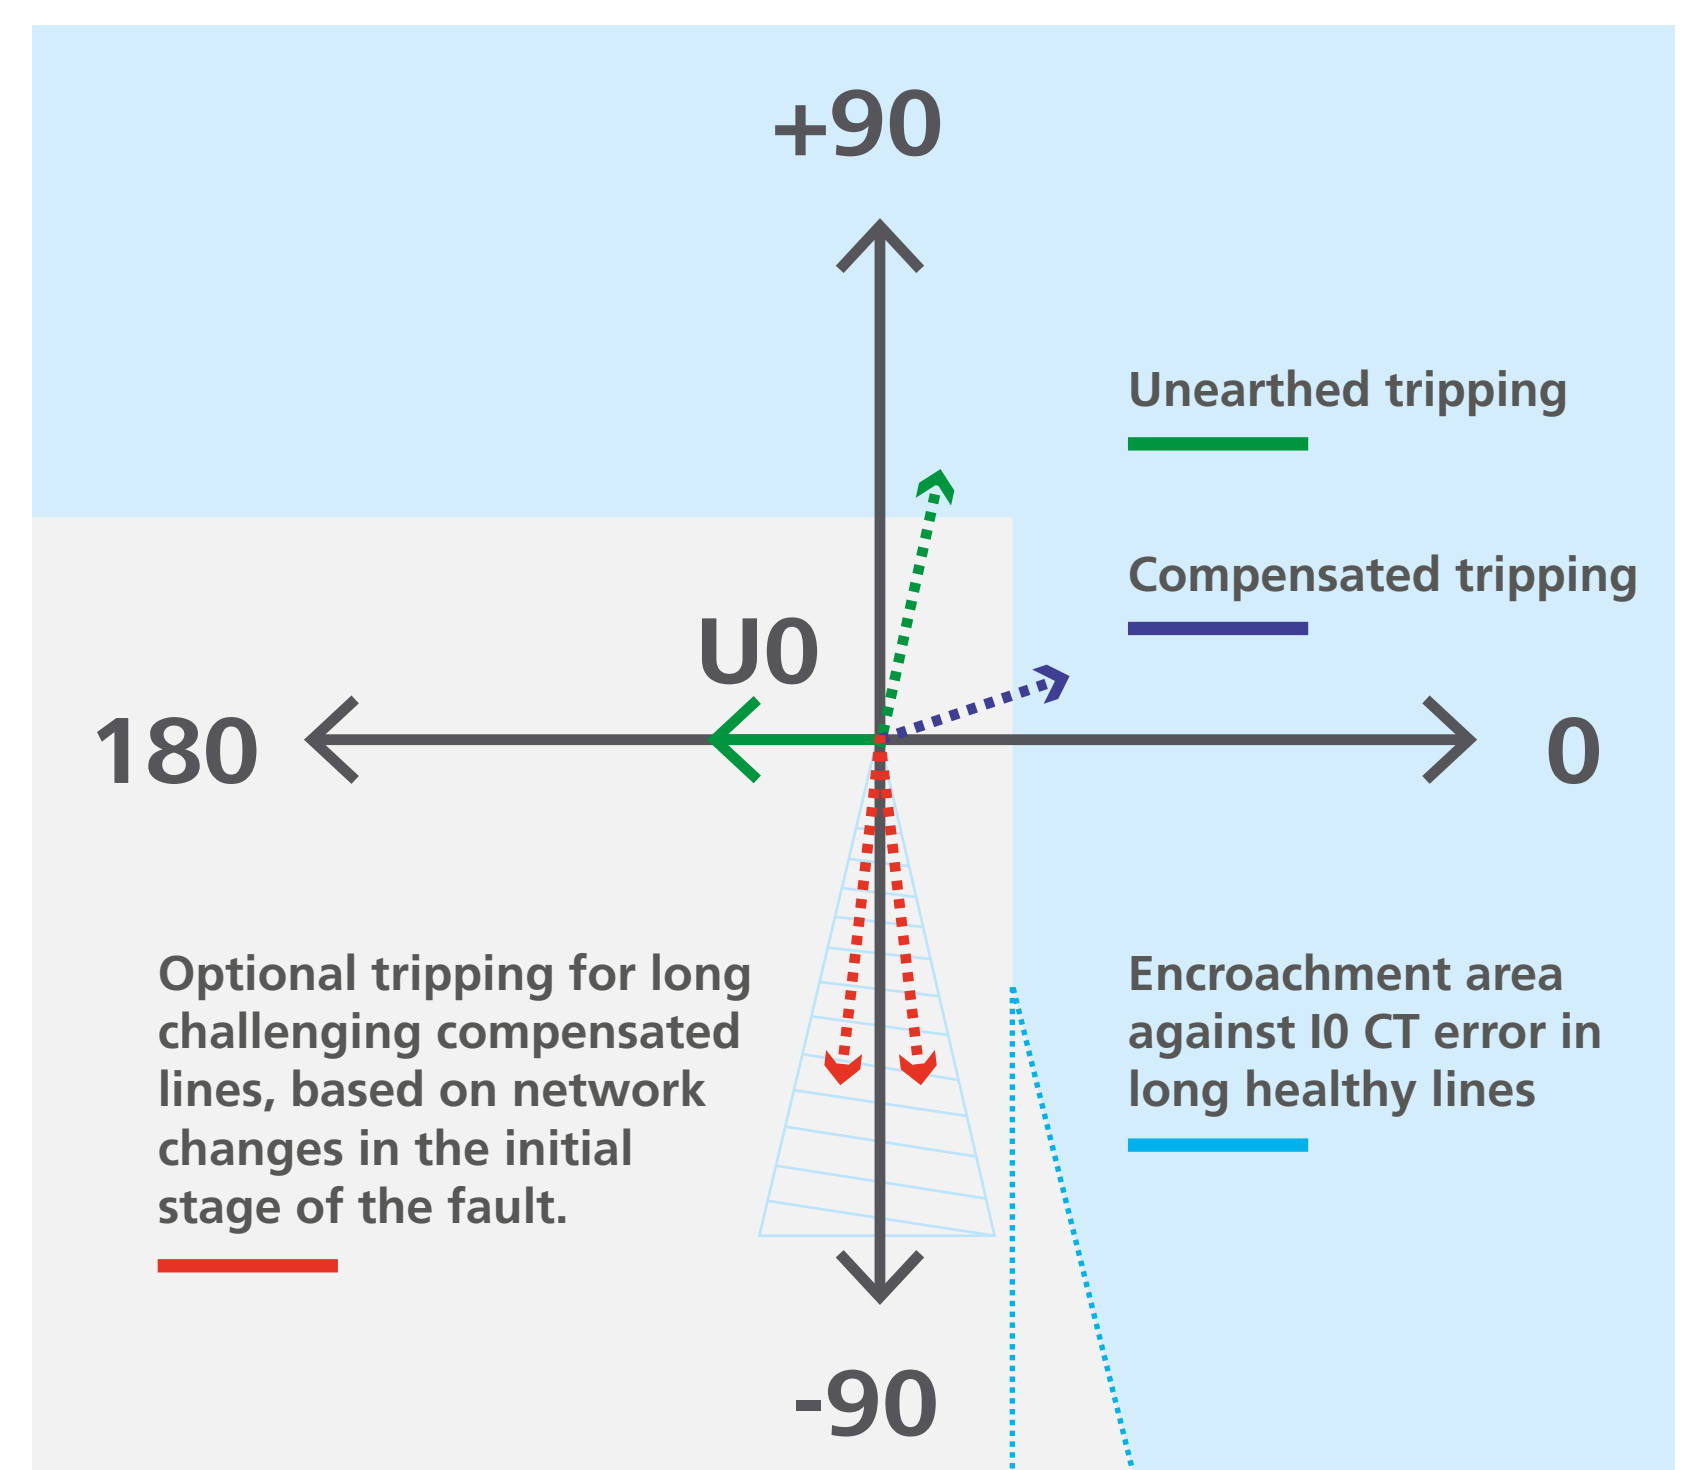 +90
Unearthed tripping
Compensated tripping
U0
180
0
Optional tripping for long
challenging compensated
lines, based on network
changes in the initial
stage of the fault.
Encroachment area
against I0 CT error in
long healthy lines
-90